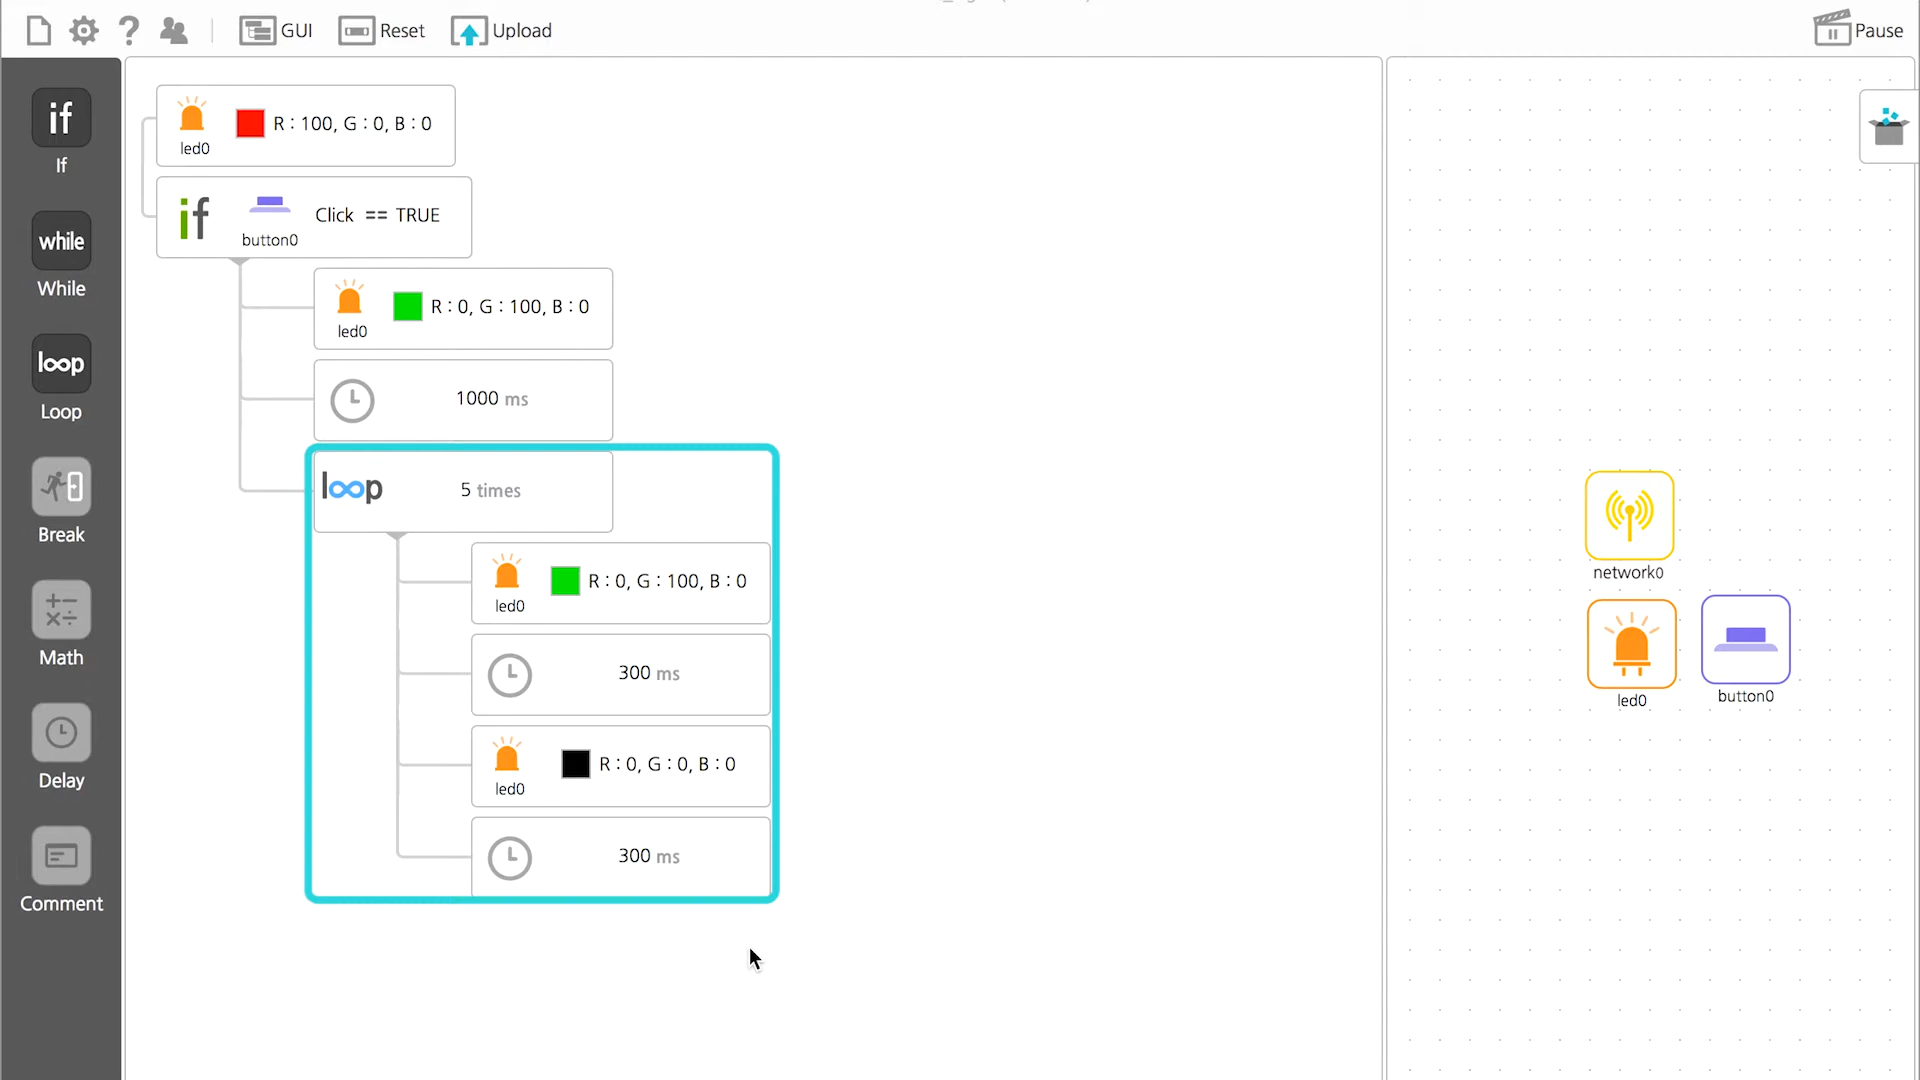 GUI Reset Upload Pause
if
If
while
While
loop
Loop
Break
Math
Delay
Comment
R : 100, G : 0, B : 0
led0
if Click == TRUE
button0
R : 0, G : 100, B : 0
led0
1000 ms
loop 5 times
R : 0, G : 100, B : 0
led0
300 ms
R : 0, G : 0, B : 0
led0
300 ms
network0
led0
button0